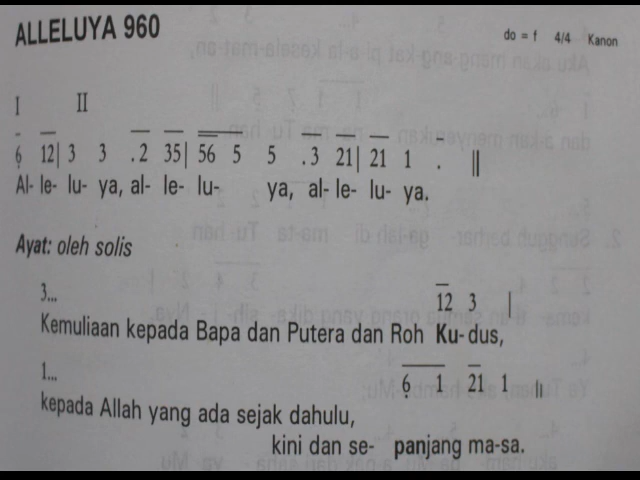 ALLELUYA 960
do = f 4/4 Kanon
I II
6 12| 3 3 .2 35| 56 5 5 .3 21| 21 1 . ||
Al- le- lu- ya, al- le- lu- ya, al- le- lu- ya.
Ayat: oleh solis
3... 12 3 |
Kemuliaan kepada Bapa dan Putera dan Roh Ku- dus,
1... 6 1 21 1 ||
kepada Allah yang ada sejak dahulu,
kini dan se- panjang ma-sa.